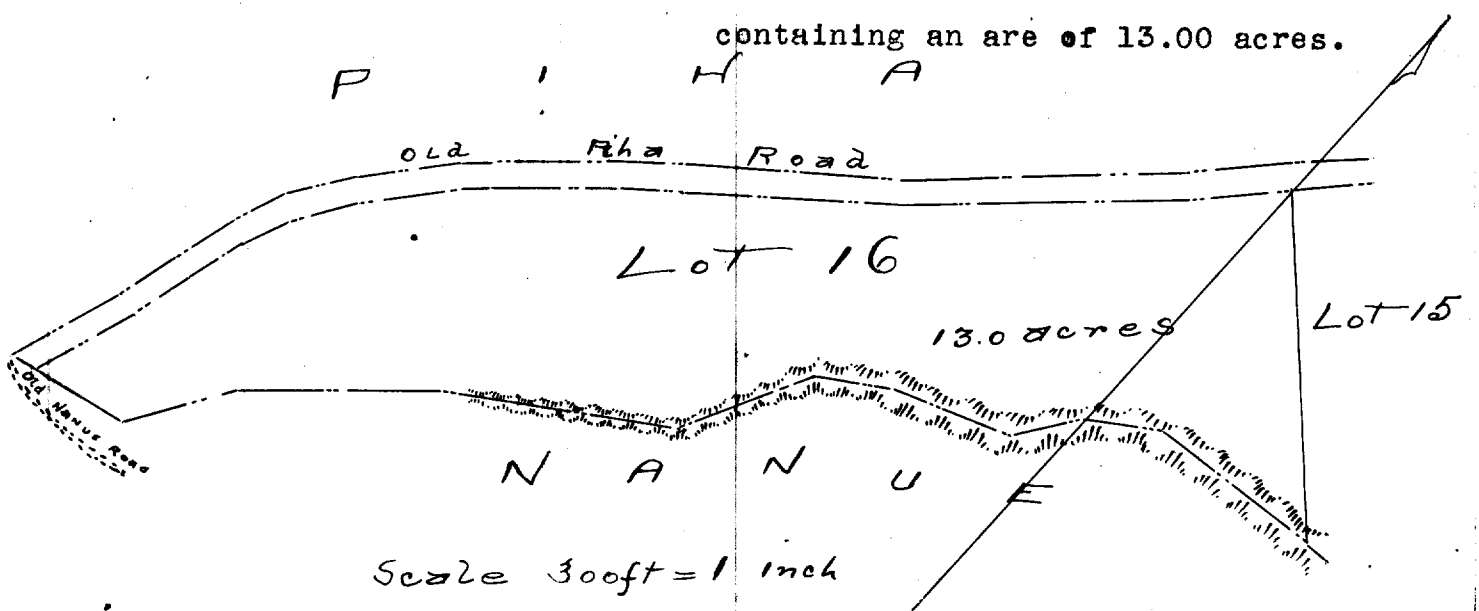 containing an are of 13.00 acres.
P I H A
Old Piha Road
Lot 16
Lot 15
13.0 acres
Old Nanue Road
N A N U E
Scale 300ft = 1 inch